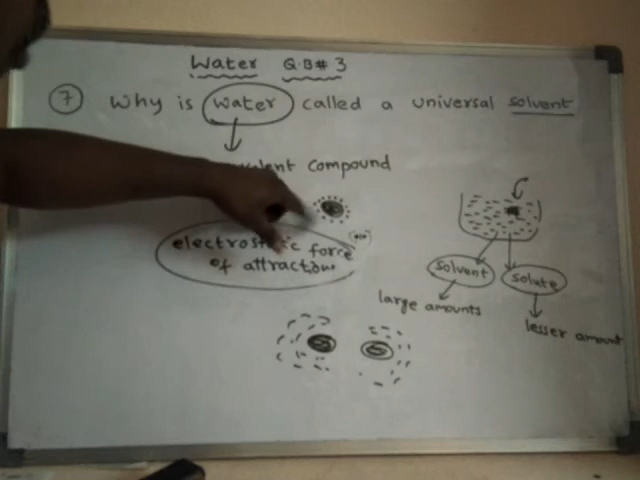 Water Q.B# 3
7 Why is water called a universal solvent
compound
electrostatic force
of attraction
solvent
solute
large amounts
lesser amount